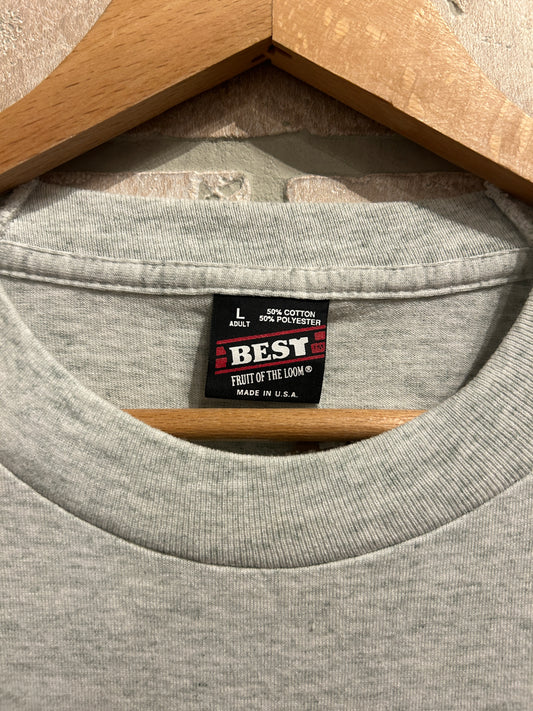 L
ADULT
50% COTTON
50% POLYESTER
BEST
FRUIT OF THE LOOM®
MADE IN U.S.A.